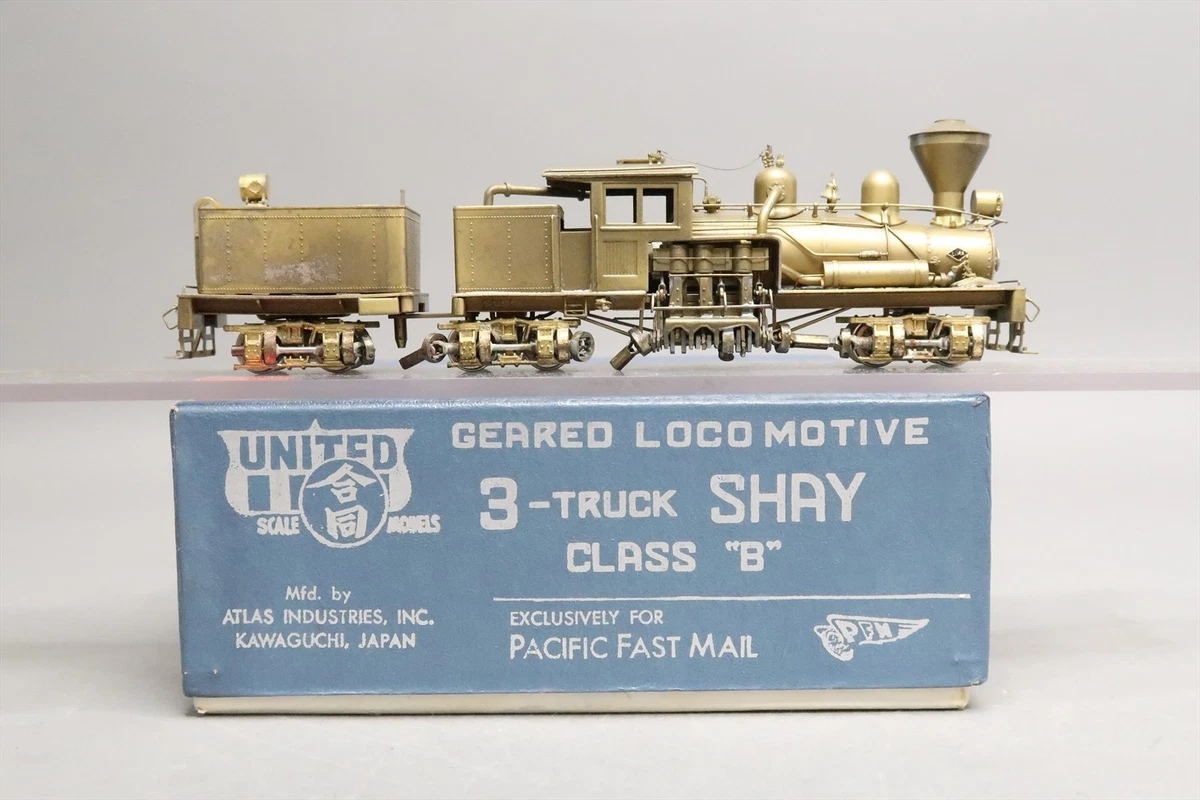 UNITED
合同
SCALE MODELS
GEARED LOCOMOTIVE
3-TRUCK SHAY
CLASS "B"
Mfd. by
ATLAS INDUSTRIES, INC.
KAWAGUCHI, JAPAN
EXCLUSIVELY FOR
PACIFIC FAST MAIL
PFM